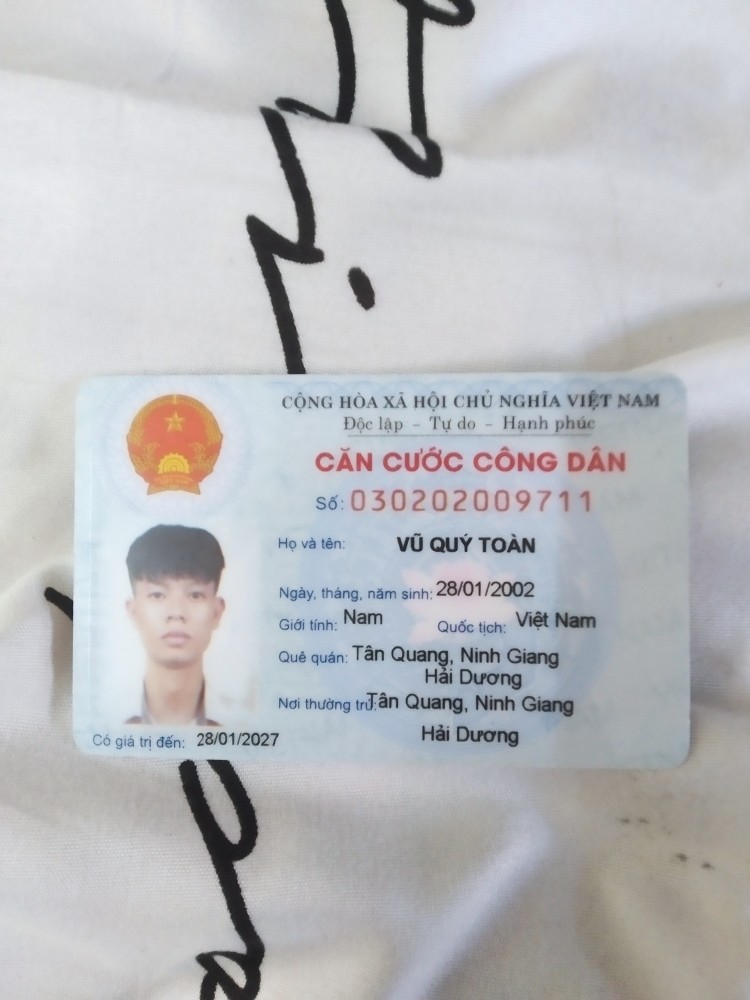 CỘNG HÒA XÃ HỘI CHỦ NGHĨA VIỆT NAM
Độc lập - Tự do - Hạnh phúc
CĂN CƯỚC CÔNG DÂN
Số: 030202009711
Họ và tên: VŨ QUÝ TOÀN
Ngày, tháng, năm sinh: 28/01/2002
Giới tính: Nam Quốc tịch: Việt Nam
Quê quán: Tân Quang, Ninh Giang
Hải Dương
Nơi thường trú: Tân Quang, Ninh Giang
Hải Dương
Có giá trị đến: 28/01/2027